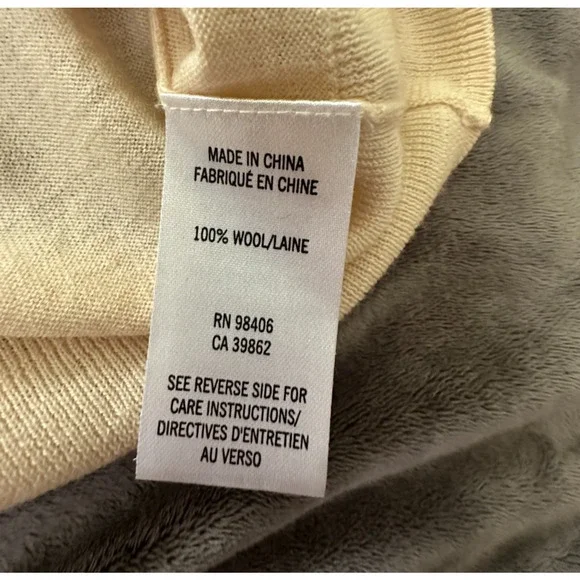 MADE IN CHINA
FABRIQUÉ EN CHINE
100% WOOL/LAINE
RN 98406
CA 39862
SEE REVERSE SIDE FOR
CARE INSTRUCTIONS/
DIRECTIVES D'ENTRETIEN
AU VERSO